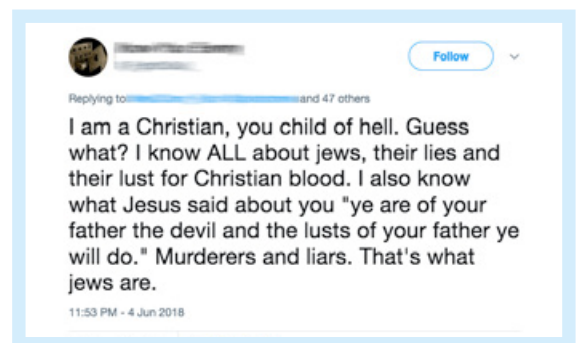 Follow
Replying to
and 47 others
I am a Christian, you child of hell. Guess
what? I know ALL about jews, their lies and
their lust for Christian blood. I also know
what Jesus said about you "ye are of your
father the devil and the lusts of your father ye
will do." Murderers and liars. That's what
jews are.
11:53 PM - 4 Jun 2018